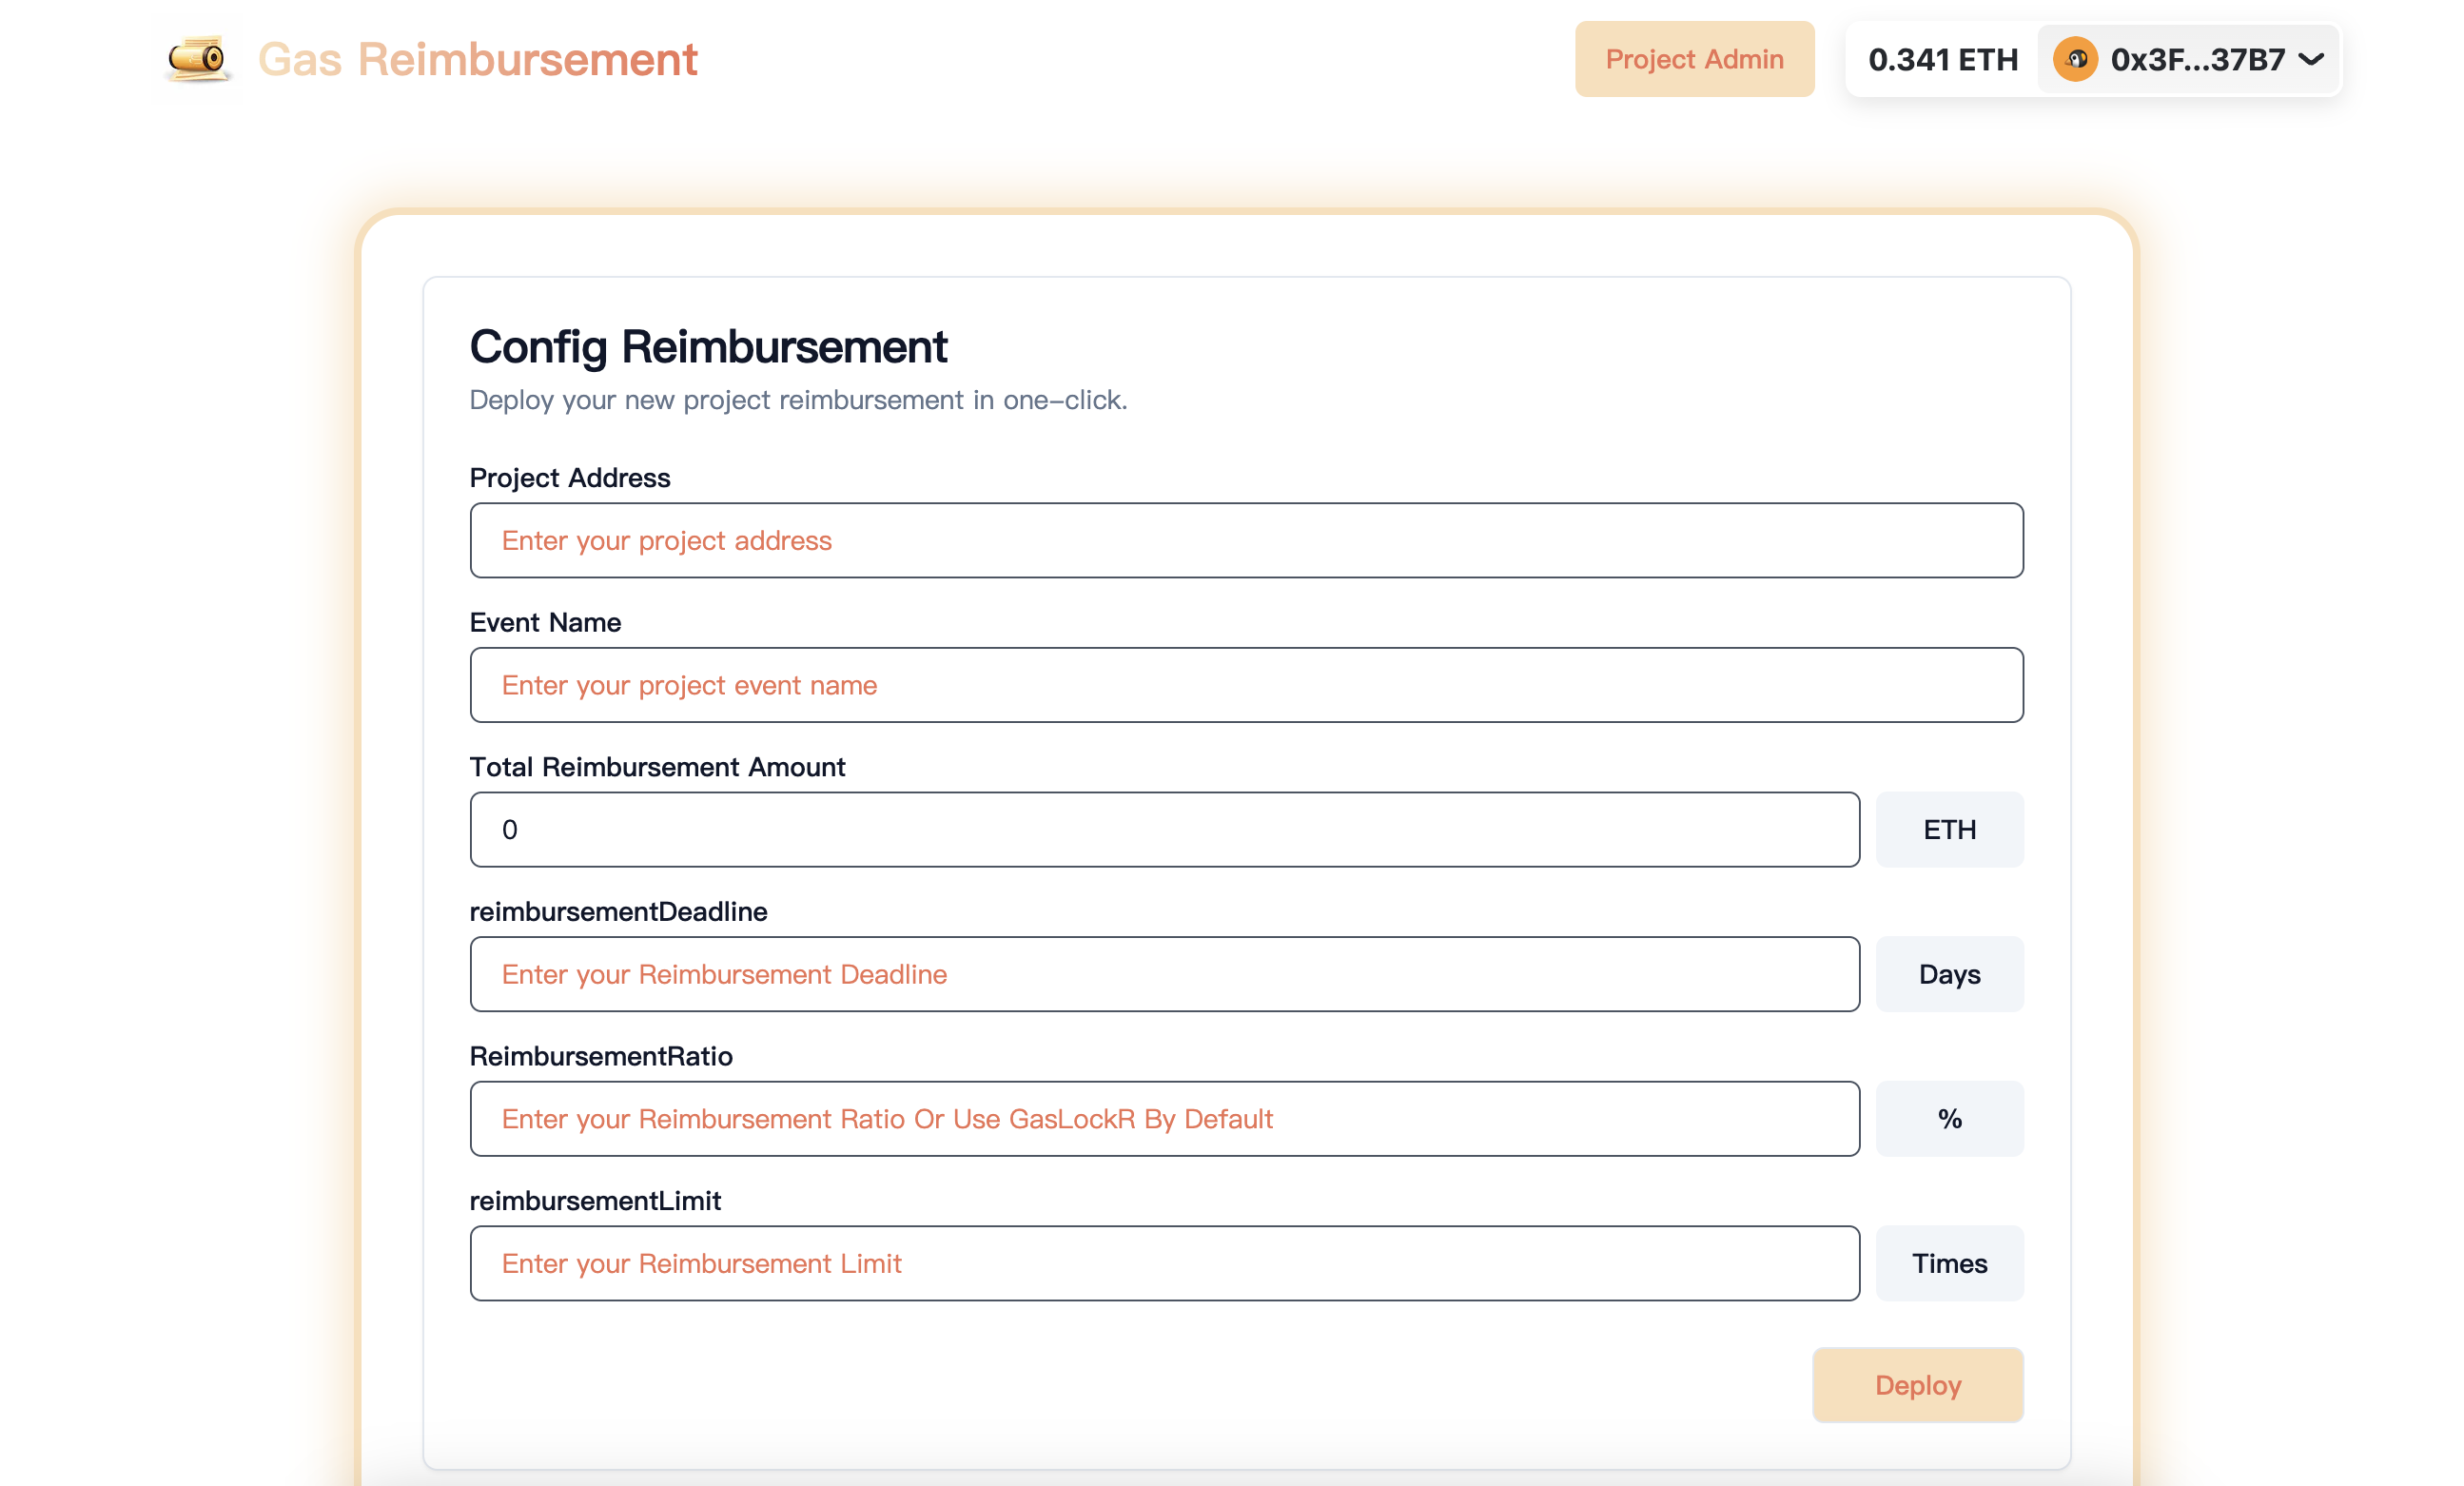 Gas Reimbursement
Project Admin
0.341 ETH
0x3F...37B7
Config Reimbursement
Deploy your new project reimbursement in one-click.
Project Address
Enter your project address
Event Name
Enter your project event name
Total Reimbursement Amount
0
ETH
reimbursementDeadline
Enter your Reimbursement Deadline
Days
ReimbursementRatio
Enter your Reimbursement Ratio Or Use GasLockR By Default
%
reimbursementLimit
Enter your Reimbursement Limit
Times
Deploy